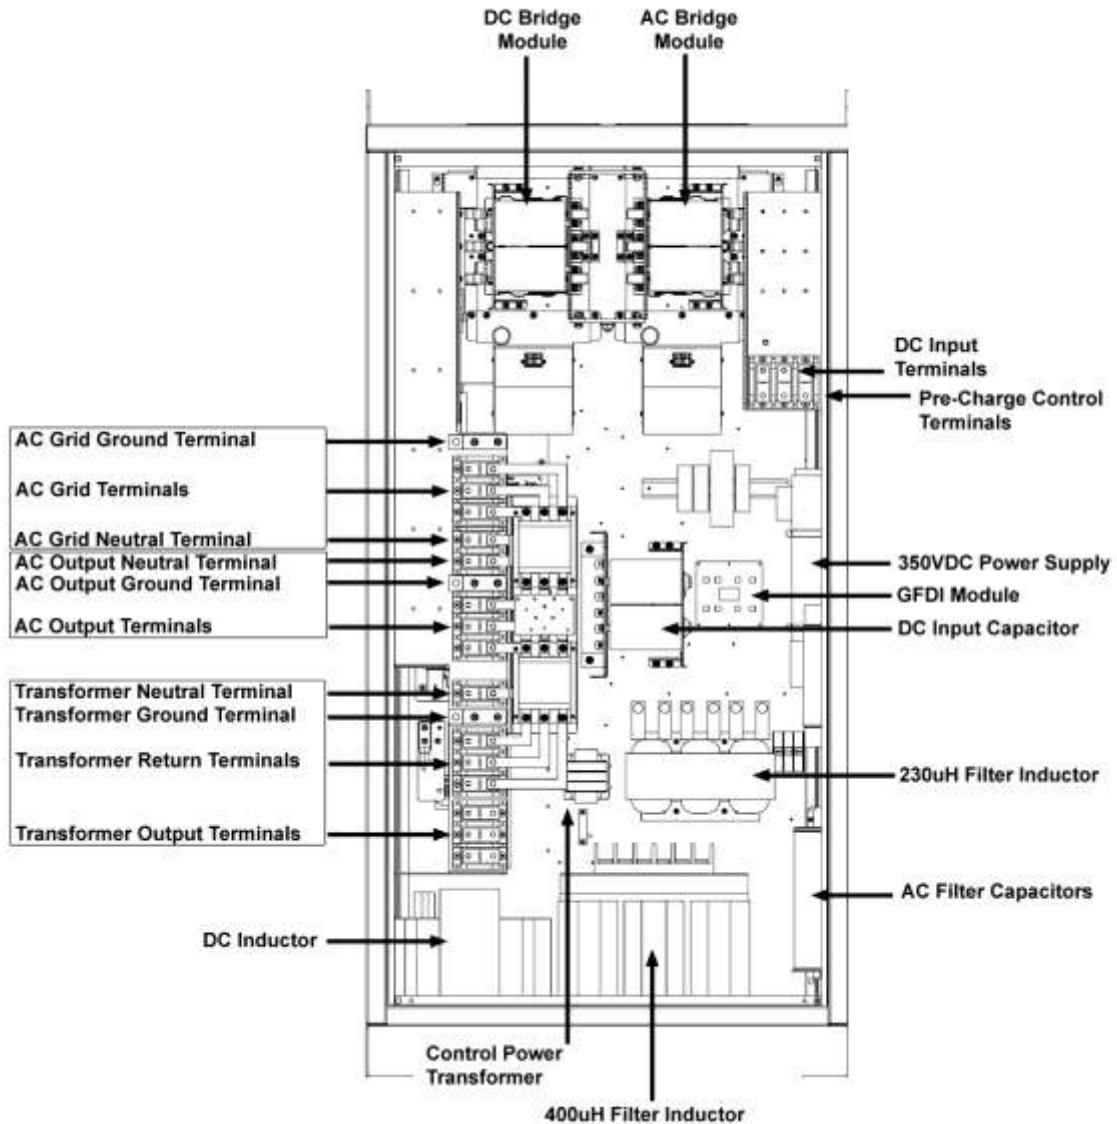 DC Bridge
Module
AC Bridge
Module
DC Input
Terminals
Pre-Charge Control
Terminals
AC Grid Ground Terminal
AC Grid Terminals
AC Grid Neutral Terminal
AC Output Neutral Terminal
AC Output Ground Terminal
AC Output Terminals
350VDC Power Supply
GFDI Module
DC Input Capacitor
Transformer Neutral Terminal
Transformer Ground Terminal
Transformer Return Terminals
Transformer Output Terminals
230uH Filter Inductor
AC Filter Capacitors
DC Inductor
Control Power
Transformer
400uH Filter Inductor